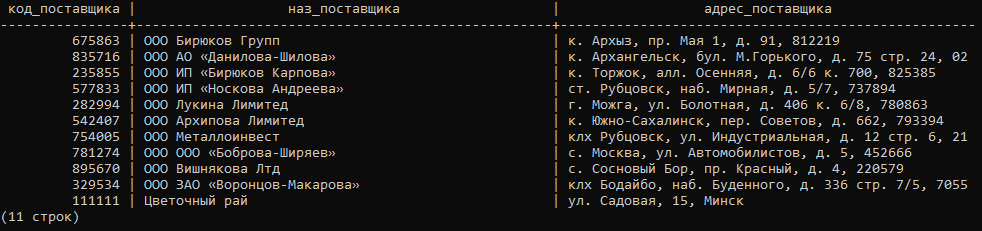 код_поставщика | наз_поставщика | адрес_поставщика
675863 | ООО Бирюков Групп | к. Архыз, пр. Мая 1, д. 91, 812219
835716 | ООО АО «Данилова-Шилова» | к. Архангельск, бул. М.Горького, д. 75 стр. 24, 02
235855 | ООО ИП «Бирюков Карпова» | к. Торжок, алл. Осенняя, д. 6/6 к. 700, 825385
577833 | ООО ИП «Носкова Андреева» | ст. Рубцовск, наб. Мирная, д. 5/7, 737894
282994 | ООО Лукина Лимитед | г. Можга, ул. Болотная, д. 406 к. 6/8, 780863
542407 | ООО Архипова Лимитед | к. Южно-Сахалинск, пер. Советов, д. 662, 793394
754005 | ООО Металлоинвест | клх Рубцовск, ул. Индустриальная, д. 12 стр. 6, 21
781274 | ООО ООО «Боброва-Ширяев» | с. Москва, ул. Автомобилистов, д. 5, 452666
895670 | ООО Вишнякова Лтд | с. Сосновый Бор, пр. Красный, д. 4, 220579
329534 | ООО ЗАО «Воронцов-Макарова» | клх Бодайбо, наб. Буденного, д. 336 стр. 7/5, 7055
111111 | Цветочный рай | ул. Садовая, 15, Минск
(11 строк)